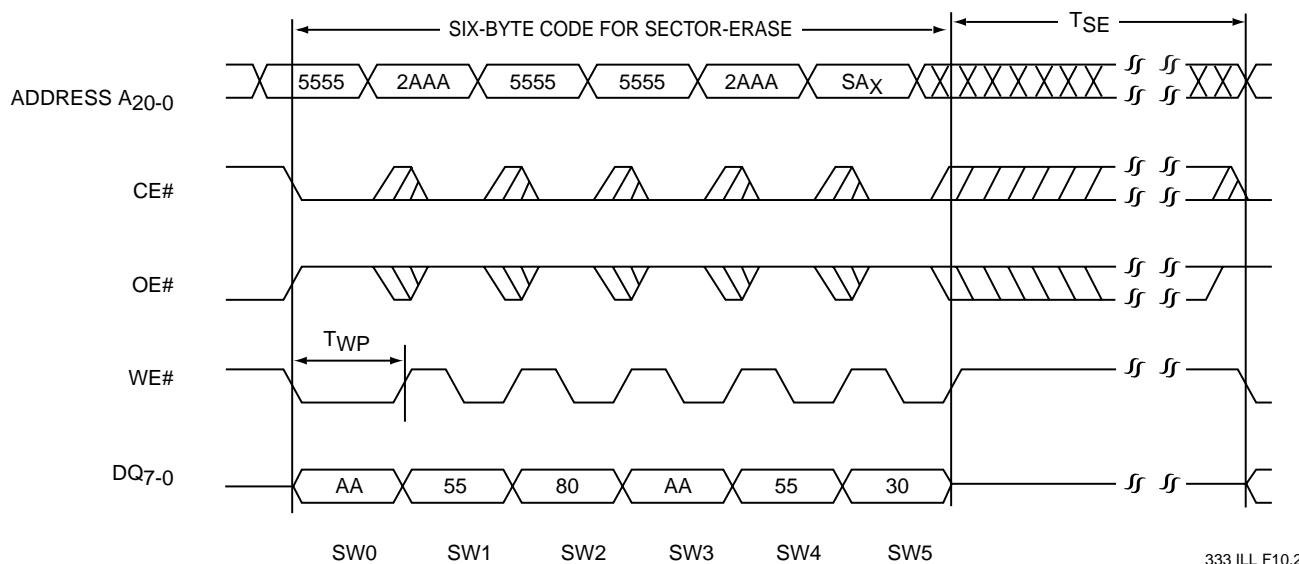 SIX-BYTE CODE FOR SECTOR-ERASE TSE
ADDRESS A20-0 5555 2AAA 5555 5555 2AAA SAX
CE#
OE#
TWP
WE#
DQ7-0 AA 55 80 AA 55 30
SW0 SW1 SW2 SW3 SW4 SW5
333 ILL F10.2